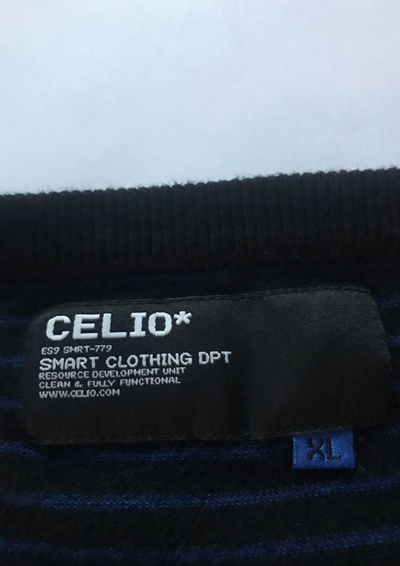 CELIO*
ES9 SMRT-779
SMART CLOTHING DPT
RESOURCE DEVELOPMENT UNIT
CLEAN & FULLY FUNCTIONAL
WWW.CELIO.COM
XL